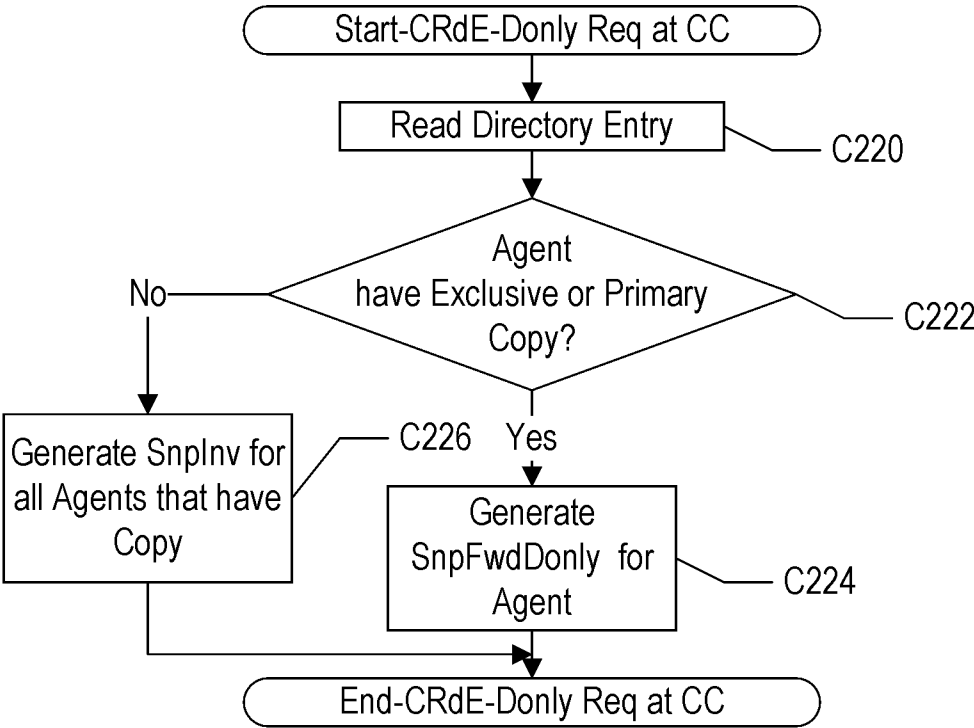 Start-CRdE-Donly Req at CC
Read Directory Entry
C220
Agent
have Exclusive or Primary
Copy?
No
C222
Generate SnpInv for
all Agents that have
Copy
C226
Yes
Generate
SnpFwdDonly for
Agent
C224
End-CRdE-Donly Req at CC